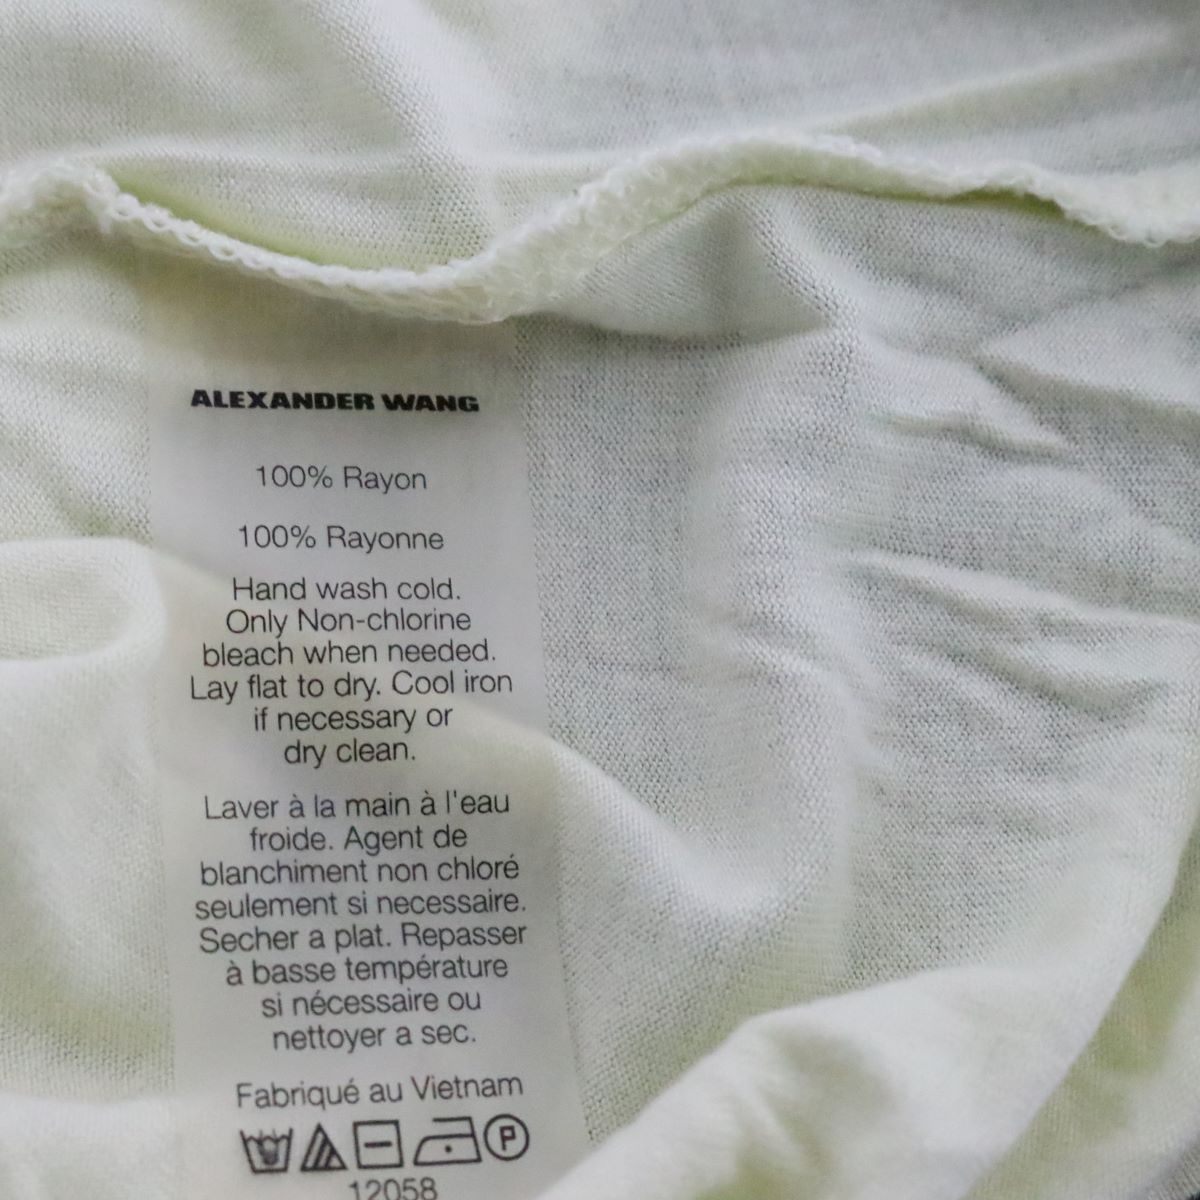 ALEXANDER WANG
100% Rayon
100% Rayonne
Hand wash cold.
Only Non-chlorine
bleach when needed.
Lay flat to dry. Cool iron
if necessary or
dry clean.
Laver à la main à l'eau
froide. Agent de
blanchiment non chloré
seulement si necessaire.
Secher a plat. Repasser
à basse température
si nécessaire ou
nettoyer a sec.
Fabriqué au Vietnam
P
12058